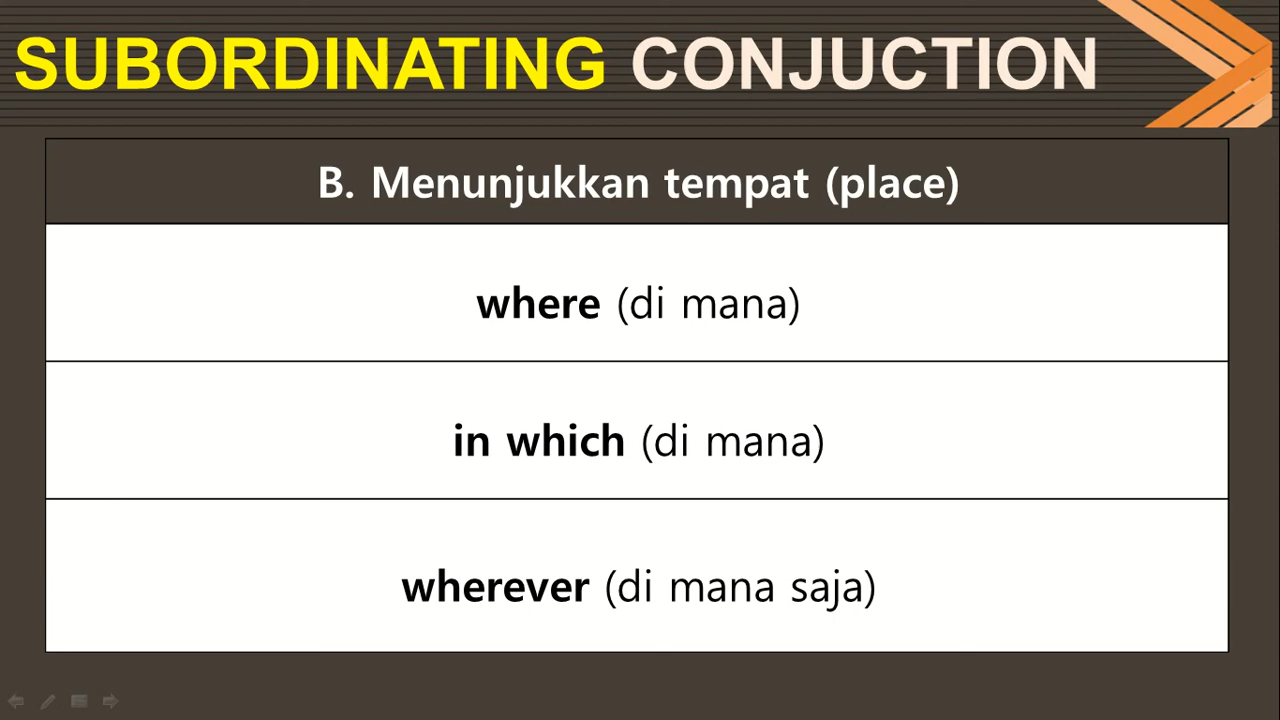 SUBORDINATING CONJUCTION
B. Menunjukkan tempat (place)
where (di mana)
in which (di mana)
wherever (di mana saja)